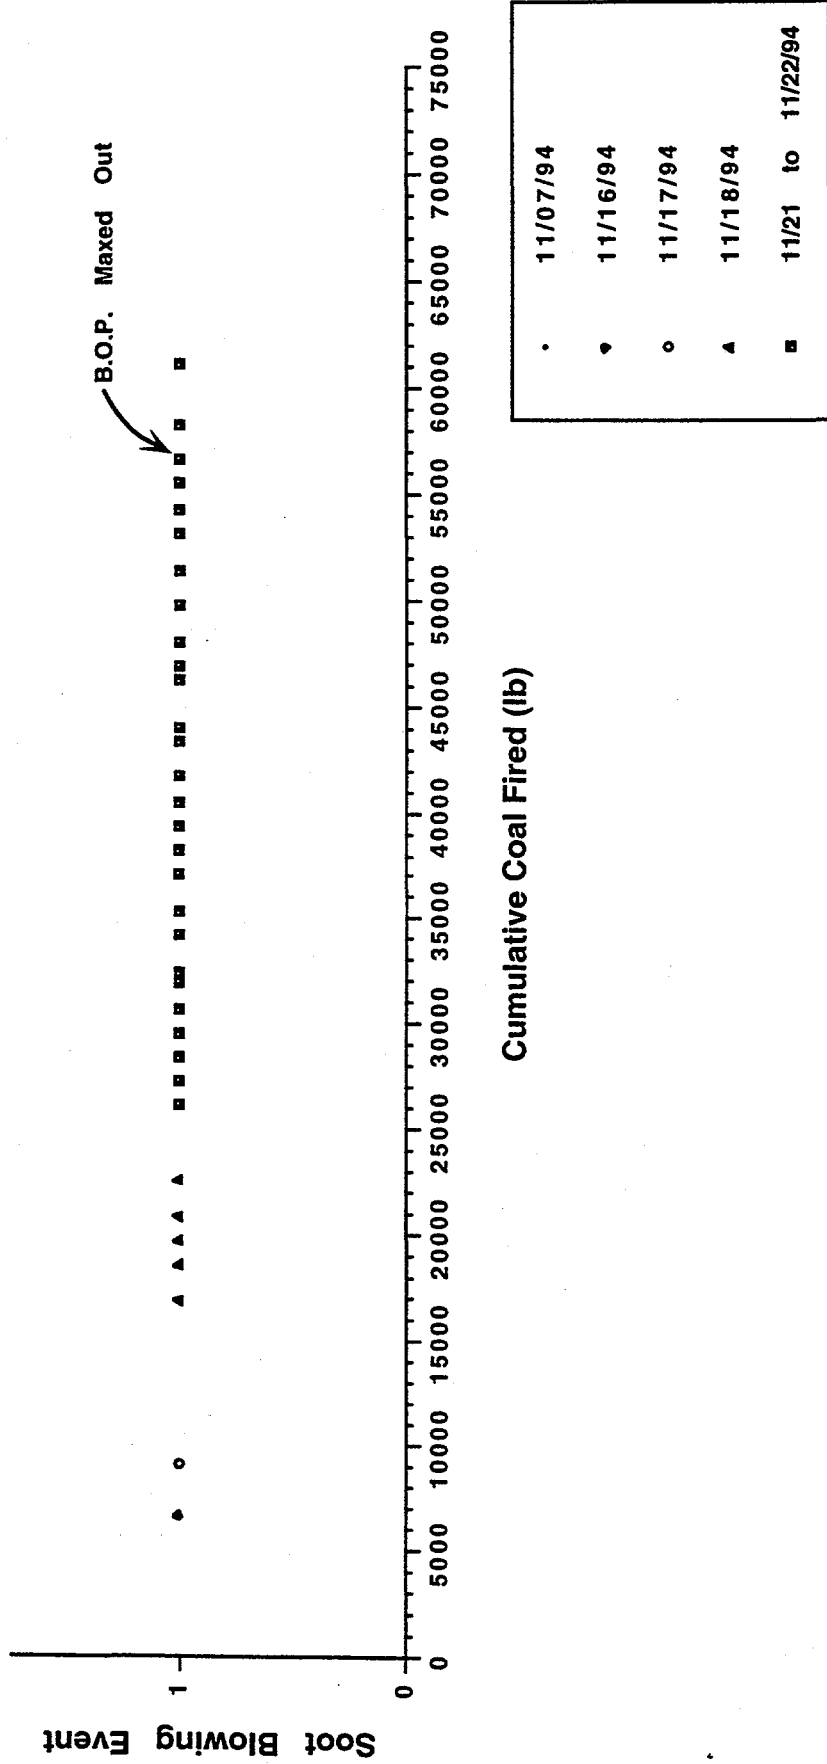 Soot Blowing Event
1
0
B.O.P. Maxed Out
0 5000 10000 15000 20000 25000 30000 35000 40000 45000 50000 55000 60000 65000 70000 75000
Cumulative Coal Fired (lb)
11/07/94
11/16/94
11/17/94
11/18/94
11/21 to 11/22/94